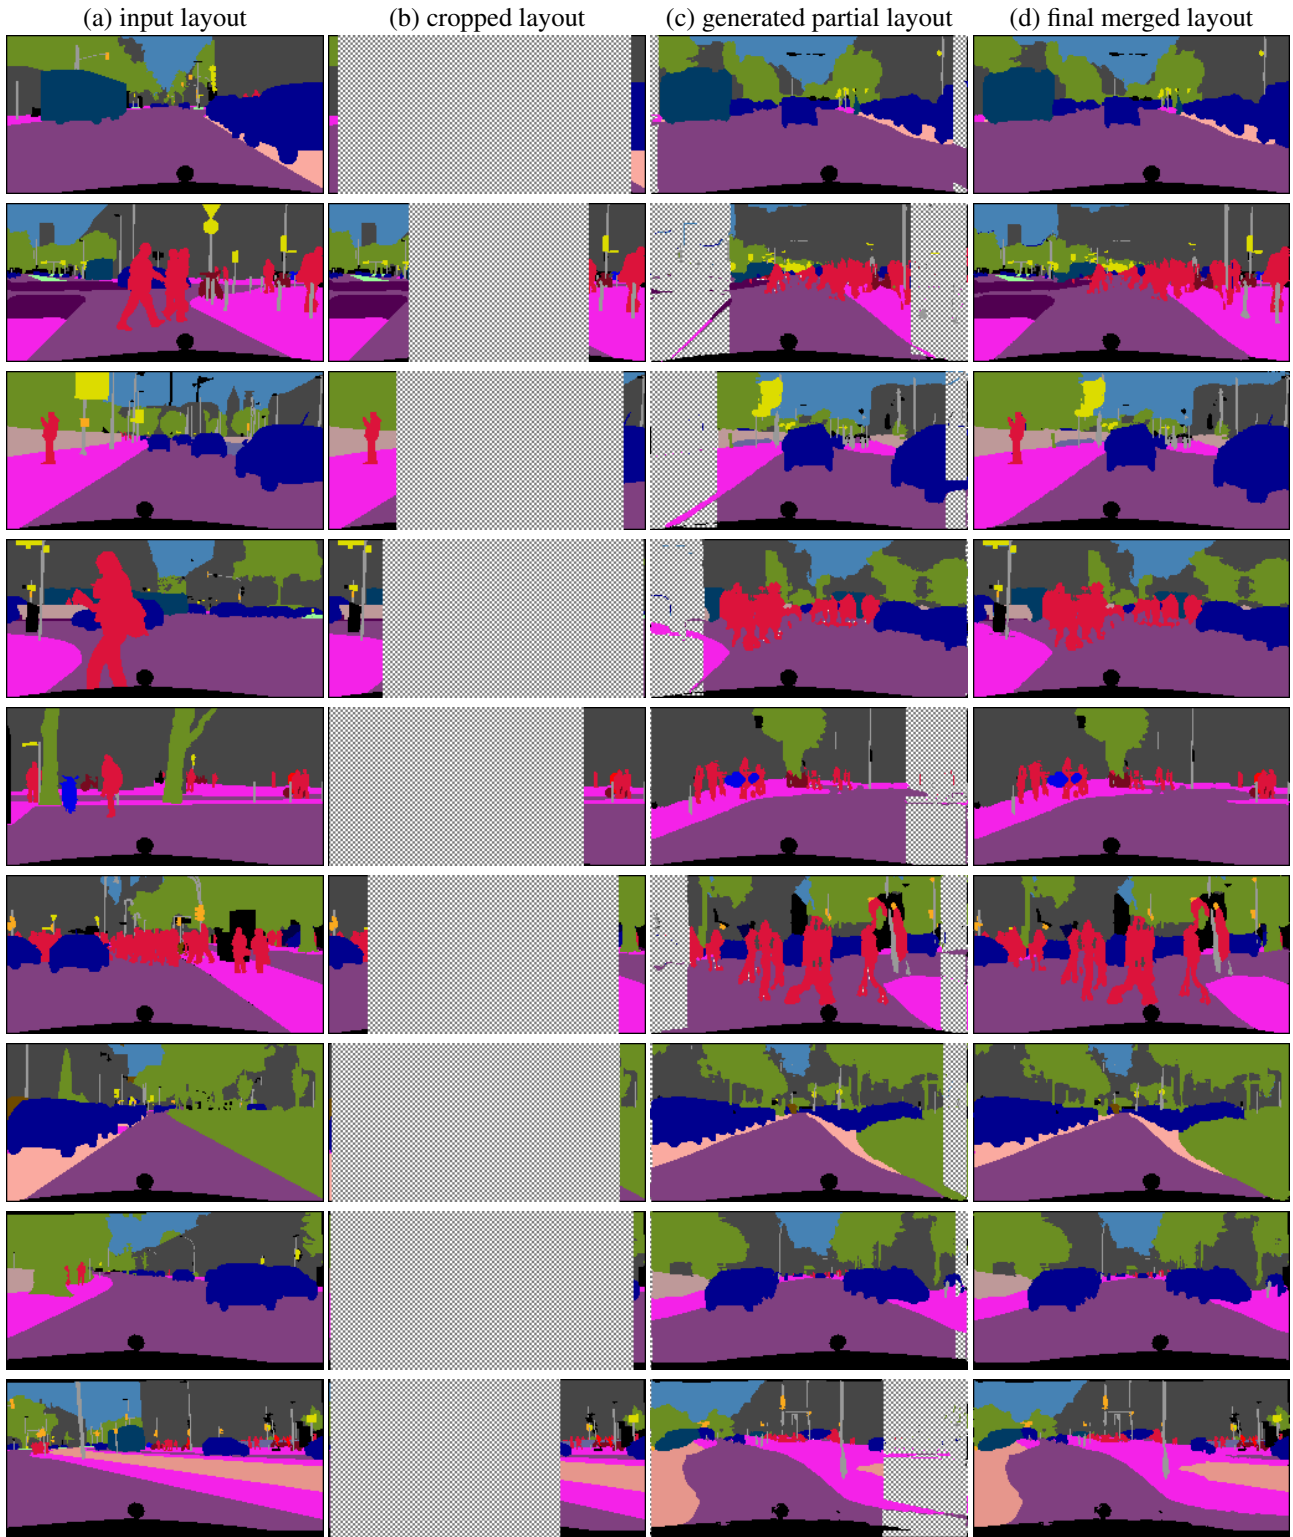 (a) input layout
(b) cropped layout
(c) generated partial layout
(d) final merged layout